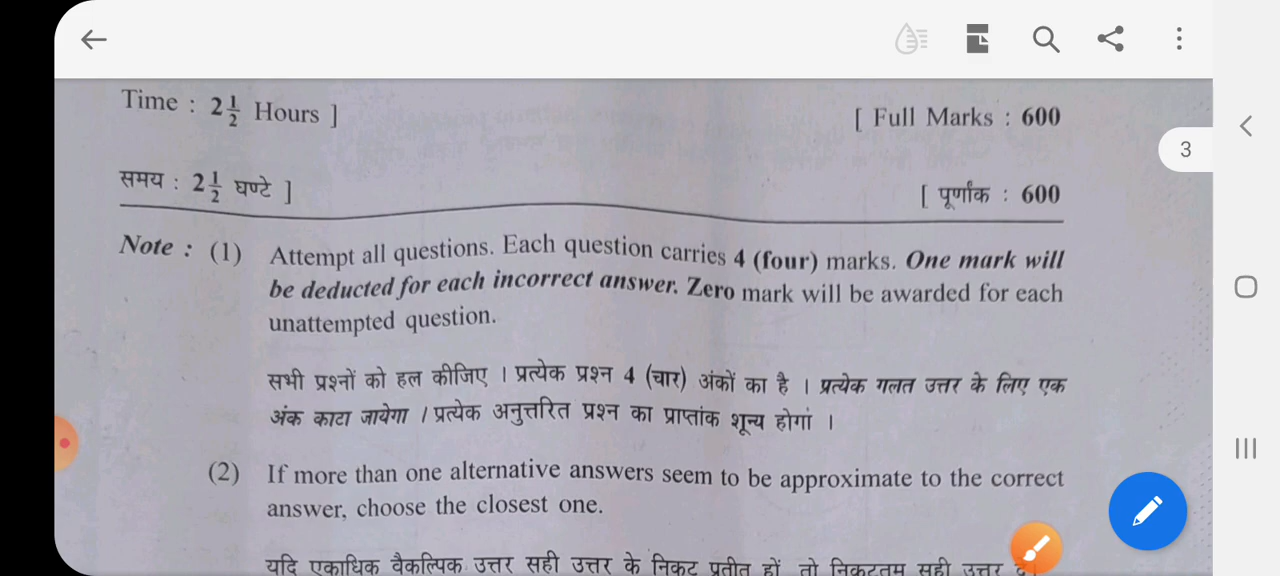 3
Time : 2 1/2 Hours ]
[ Full Marks : 600
समय : 2 1/2 घण्टे ]
[ पूर्णांक : 600
Note : (1) Attempt all questions. Each question carries 4 (four) marks. One mark will
be deducted for each incorrect answer. Zero mark will be awarded for each
unattempted question.
सभी प्रश्नों को हल कीजिए । प्रत्येक प्रश्न 4 (चार) अंकों का है । प्रत्येक गलत उत्तर के लिए एक
अंक काटा जायेगा । प्रत्येक अनुत्तरित प्रश्न का प्राप्तांक शून्य होगा ।
(2) If more than one alternative answers seem to be approximate to the correct
answer, choose the closest one.
यदि एकाधिक वैकल्पिक उत्तर सही उत्तर के निकट प्रतीत हों, तो निकटतम सही उत्तर